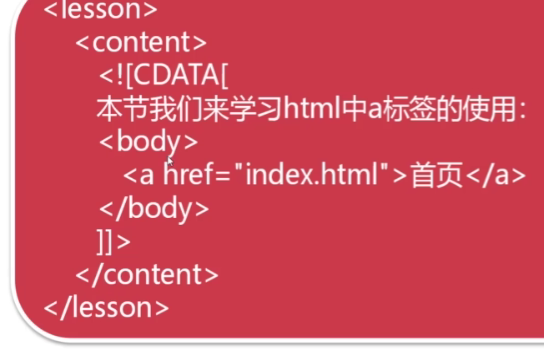 <lesson>
<content>
<![CDATA[
本节我们来学习html中a标签的使用：
<body>
<a href="index.html">首页</a>
</body>
]]>
</content>
</lesson>